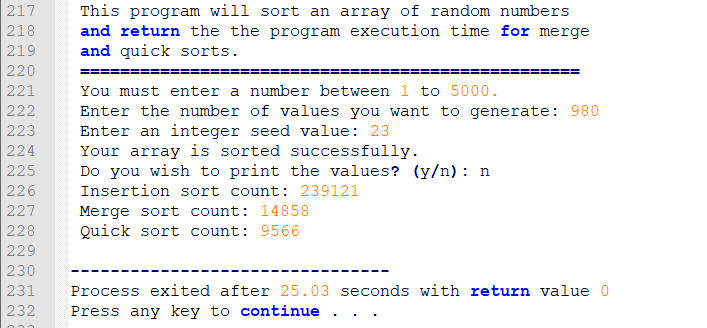 217 This program will sort an array of random numbers
218 and return the the program execution time for merge
219 and quick sorts.
220 ==================================================
221 You must enter a number between 1 to 5000.
222 Enter the number of values you want to generate: 980
223 Enter an integer seed value: 23
224 Your array is sorted successfully.
225 Do you wish to print the values? (y/n): n
226 Insertion sort count: 239121
227 Merge sort count: 14858
228 Quick sort count: 9566
229
230 --------------------------------
231 Process exited after 25.03 seconds with return value 0
232 Press any key to continue . . .